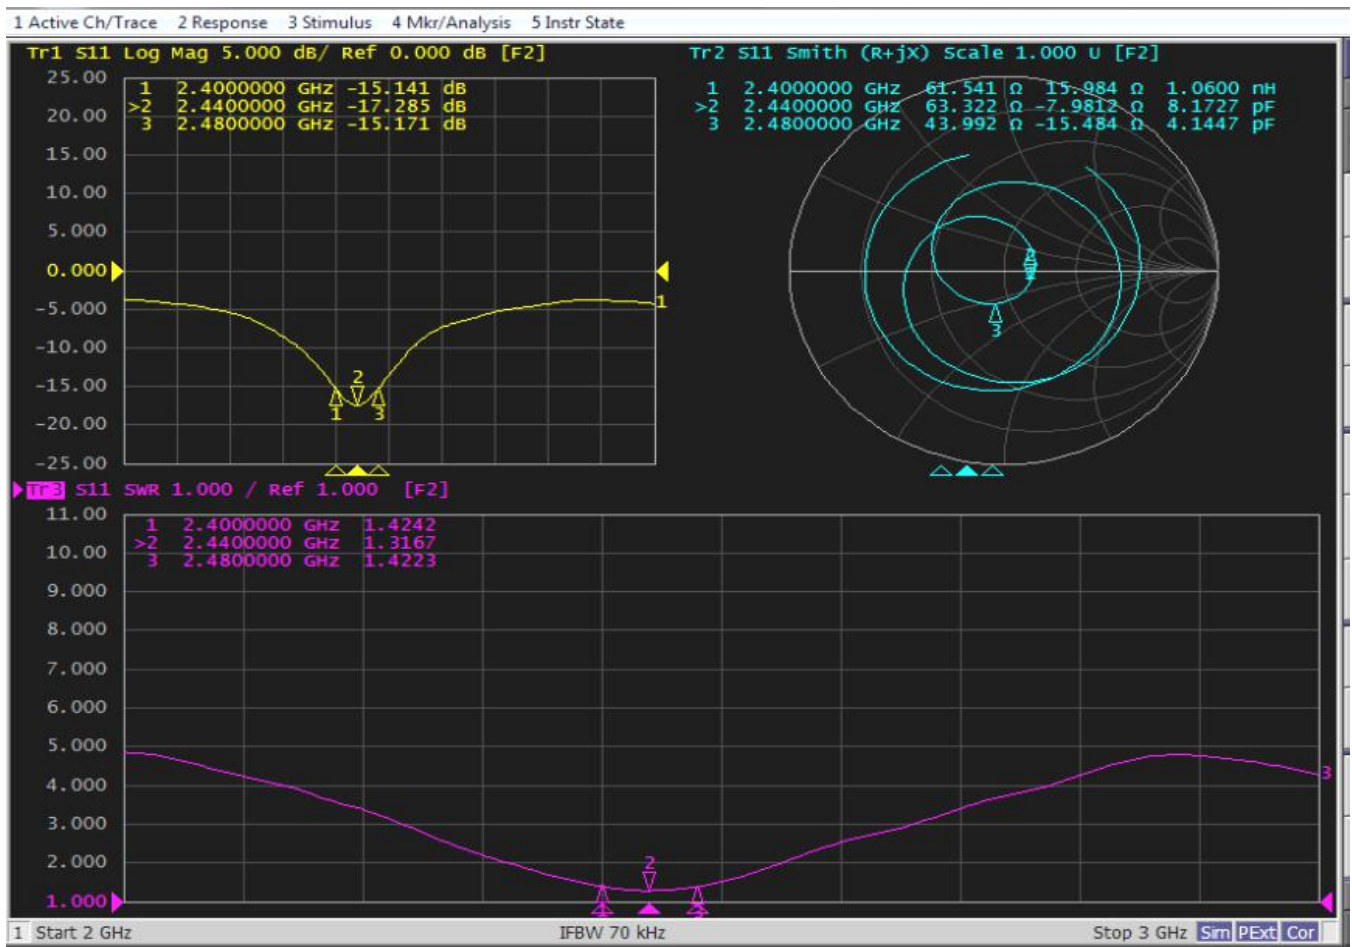 1 Active Ch/Trace 2 Response 3 Stimulus 4 Mkr/Analysis 5 Instr State
Tr1 S11 Log Mag 5.000 dB/ Ref 0.000 dB [F2]
25.00
20.00
15.00
10.00
5.000
0.000
-5.000
-10.00
-15.00
-20.00
-25.00
1 2.4000000 GHz -15.141 dB
>2 2.4400000 GHz -17.285 dB
3 2.4800000 GHz -15.171 dB
1
2
1
3
Tr2 S11 Smith (R+jX) Scale 1.000 U [F2]
1 2.4000000 GHz 61.541 Ω 15.984 Ω 1.0600 nH
>2 2.4400000 GHz 63.322 Ω -7.9812 Ω 8.1727 pF
3 2.4800000 GHz 43.992 Ω -15.484 Ω 4.1447 pF
3
Tr3 S11 SWR 1.000 / Ref 1.000 [F2]
11.00
10.00
9.000
8.000
7.000
6.000
5.000
4.000
3.000
2.000
1.000
1 2.4000000 GHz 1.4242
>2 2.4400000 GHz 1.3167
3 2.4800000 GHz 1.4223
3
2
1
3
1 Start 2 GHz IFBW 70 kHz Stop 3 GHz Sim PExt Cor